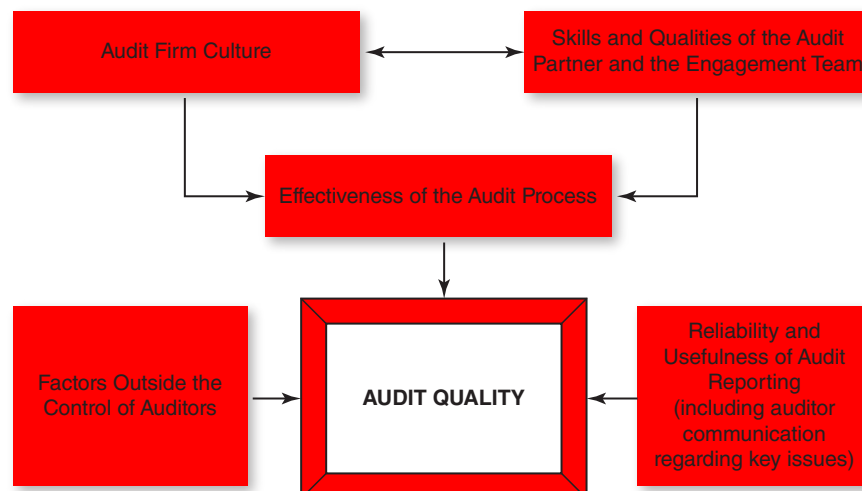 Audit Firm Culture
Skills and Qualities of the Audit
Partner and the Engagement Team
Effectiveness of the Audit Process
Factors Outside the
Control of Auditors
AUDIT QUALITY
Reliability and
Usefulness of Audit
Reporting
(including auditor
communication
regarding key issues)